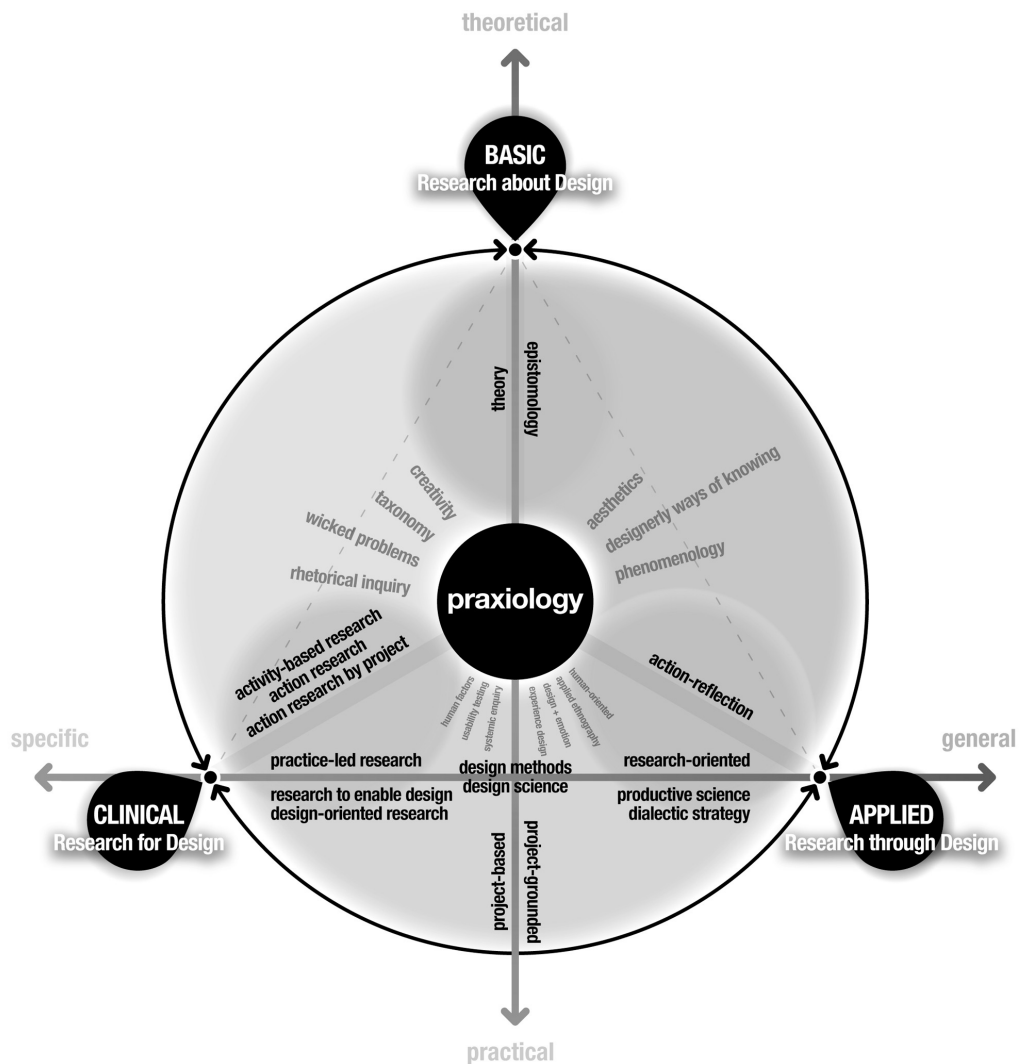 theoretical
BASIC
Research about Design
theory
epistomology
creativity
taxonomy
wicked problems
rhetorical inquiry
aesthetics
designerly ways of knowing
phenomenology
praxiology
activity-based research
action research
action research by project
action-reflection
human factors
usability testing
systemic enquiry
experience design
design + emotion
applied ethnography
human-oriented
specific
general
practice-led research
design methods
research-oriented
research to enable design
design-oriented research
design science
productive science
dialectic strategy
CLINICAL
Research for Design
APPLIED
Research through Design
project-based
project-grounded
practical